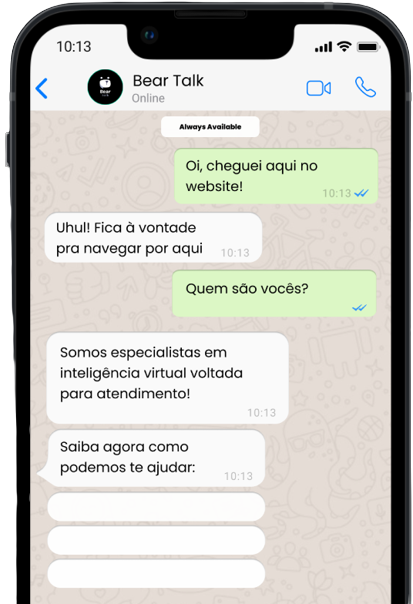 10:13
Bear Talk
Online
Always Available
Oi, cheguei aqui no
website!
10:13
Uhul! Fica à vontade
pra navegar por aqui
10:13
Quem são vocês?
Somos especialistas em
inteligência virtual voltada
para atendimento!
10:13
Saiba agora como
podemos te ajudar:
10:13